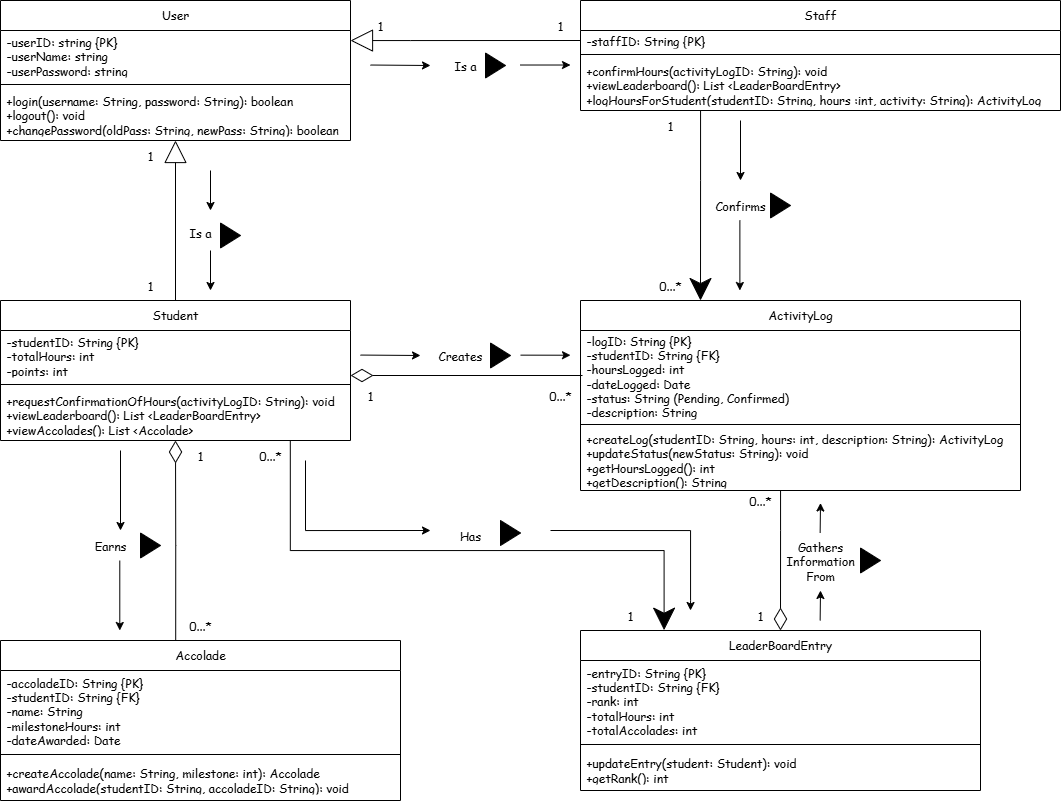 User
-userID: string {PK}
-userName: string
-userPassword: string
+login(username: String, password: String): boolean
+logout(): void
+changePassword(oldPass: String, newPass: String): boolean
1
1
Is a
Staff
-staffID: String {PK}
+confirmHours(activityLogID: String): void
+viewLeaderboard(): List <LeaderBoardEntry>
+logHoursForStudent(studentID: String, hours :int, activity: String): ActivityLog
1
Is a
1
1
Confirms
0...*
Student
-studentID: String {PK}
-totalHours: int
-points: int
+requestConfirmationOfHours(activityLogID: String): void
+viewLeaderboard(): List <LeaderBoardEntry>
+viewAccolades(): List <Accolade>
Creates
1
0...*
ActivityLog
-logID: String {PK}
-studentID: String {FK}
-hoursLogged: int
-dateLogged: Date
-status: String (Pending, Confirmed)
-description: String
+createLog(studentID: String, hours: int, description: String): ActivityLog
+updateStatus(newStatus: String): void
+getHoursLogged(): int
+getDescription(): String
1
0...*
Earns
0...*
Has
1
0...*
Gathers
Information
From
1
Accolade
-accoladeID: String {PK}
-studentID: String {FK}
-name: String
-milestoneHours: int
-dateAwarded: Date
+createAccolade(name: String, milestone: int): Accolade
+awardAccolade(studentID: String, accoladeID: String): void
LeaderBoardEntry
-entryID: String {PK}
-studentID: String {FK}
-rank: int
-totalHours: int
-totalAccolades: int
+updateEntry(student: Student): void
+getRank(): int